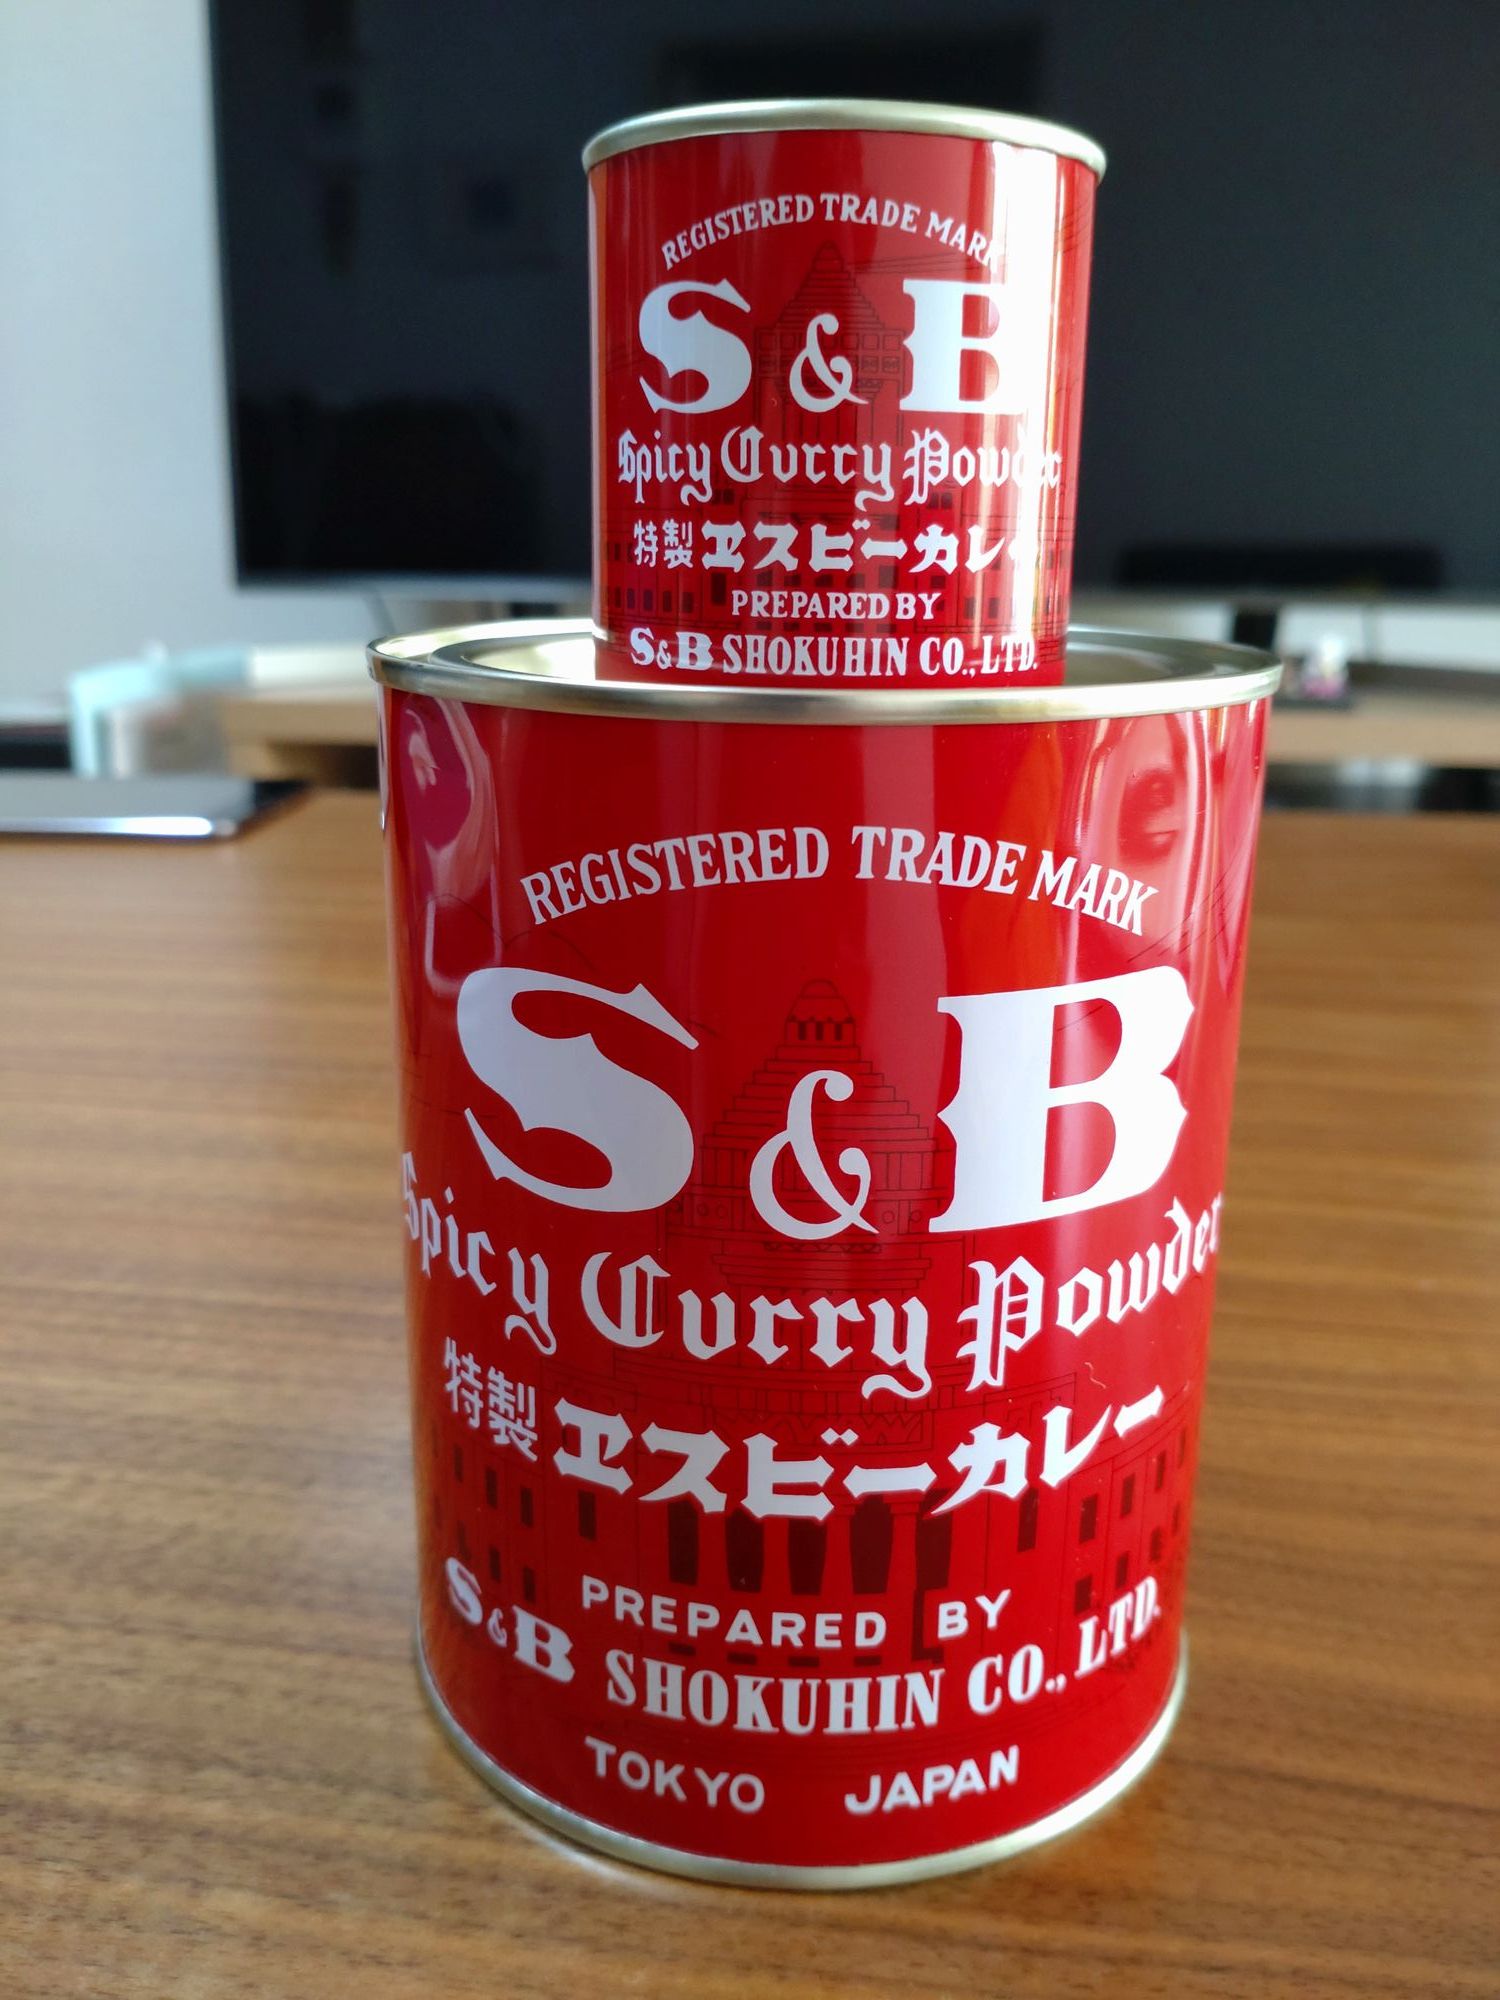 REGISTERED TRADE MARK
S & B
Spicy Curry Powder
特製ヱスビーカレー
PREPARED BY
S&B SHOKUHIN CO., LTD.
REGISTERED TRADE MARK
S & B
Spicy Curry Powder
特製ヱスビーカレー
PREPARED BY
S&B SHOKUHIN CO., LTD.
TOKYO JAPAN